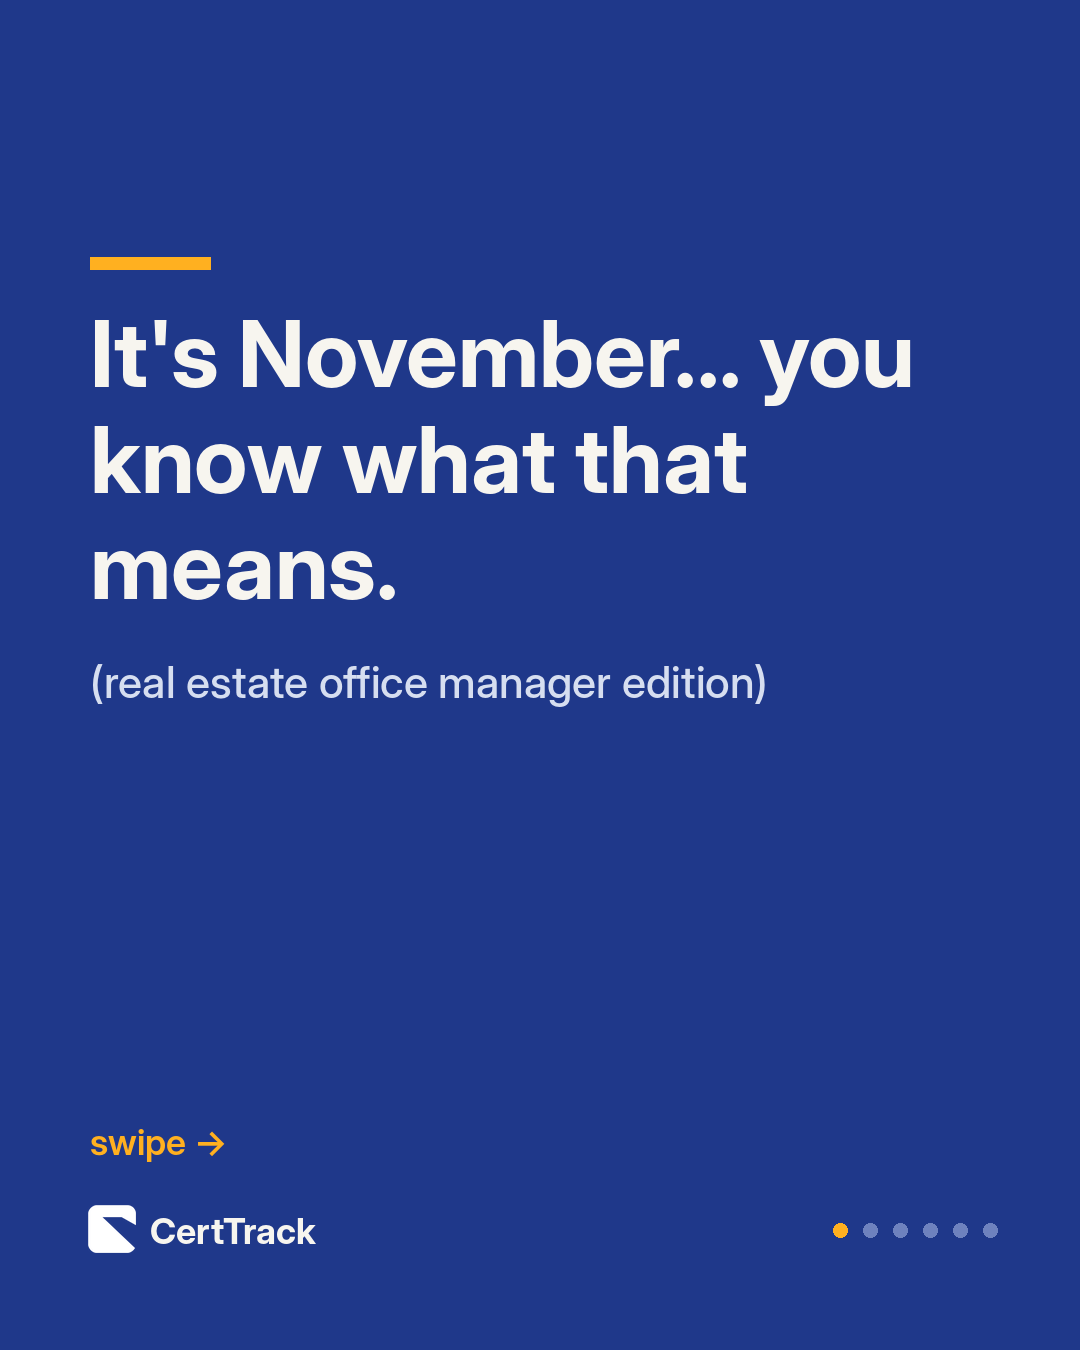 It's November... you
know what that
means.
(real estate office manager edition)
swipe →
CertTrack